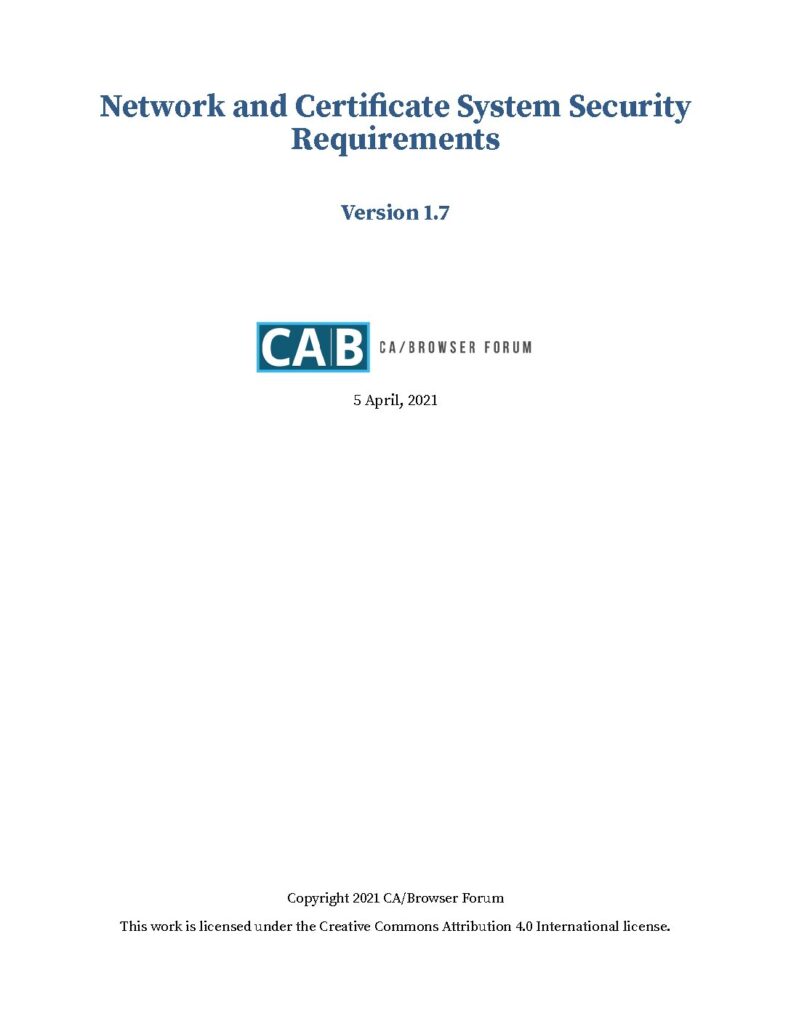 Network and Certificate System Security
Requirements
Version 1.7
CA|B CA/BROWSER FORUM
5 April, 2021
Copyright 2021 CA/Browser Forum
This work is licensed under the Creative Commons Attribution 4.0 International license.